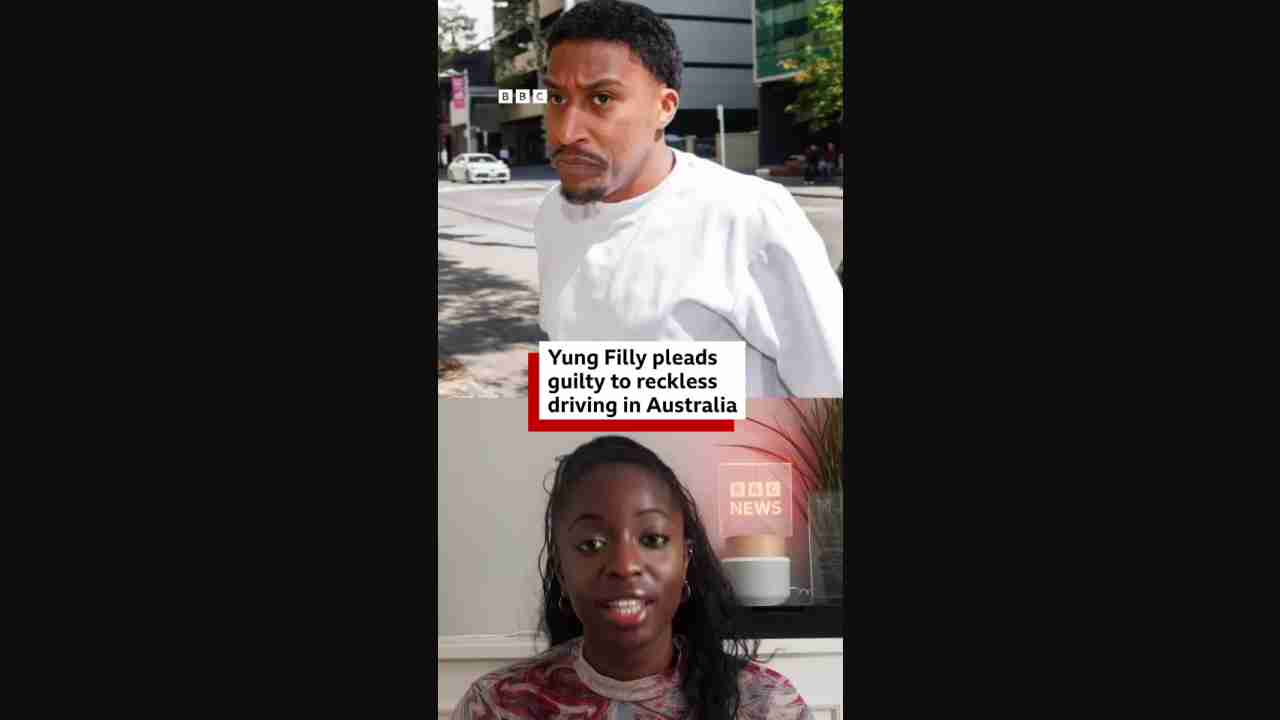 BBC
Yung Filly pleads
guilty to reckless
driving in Australia
BBC
NEWS